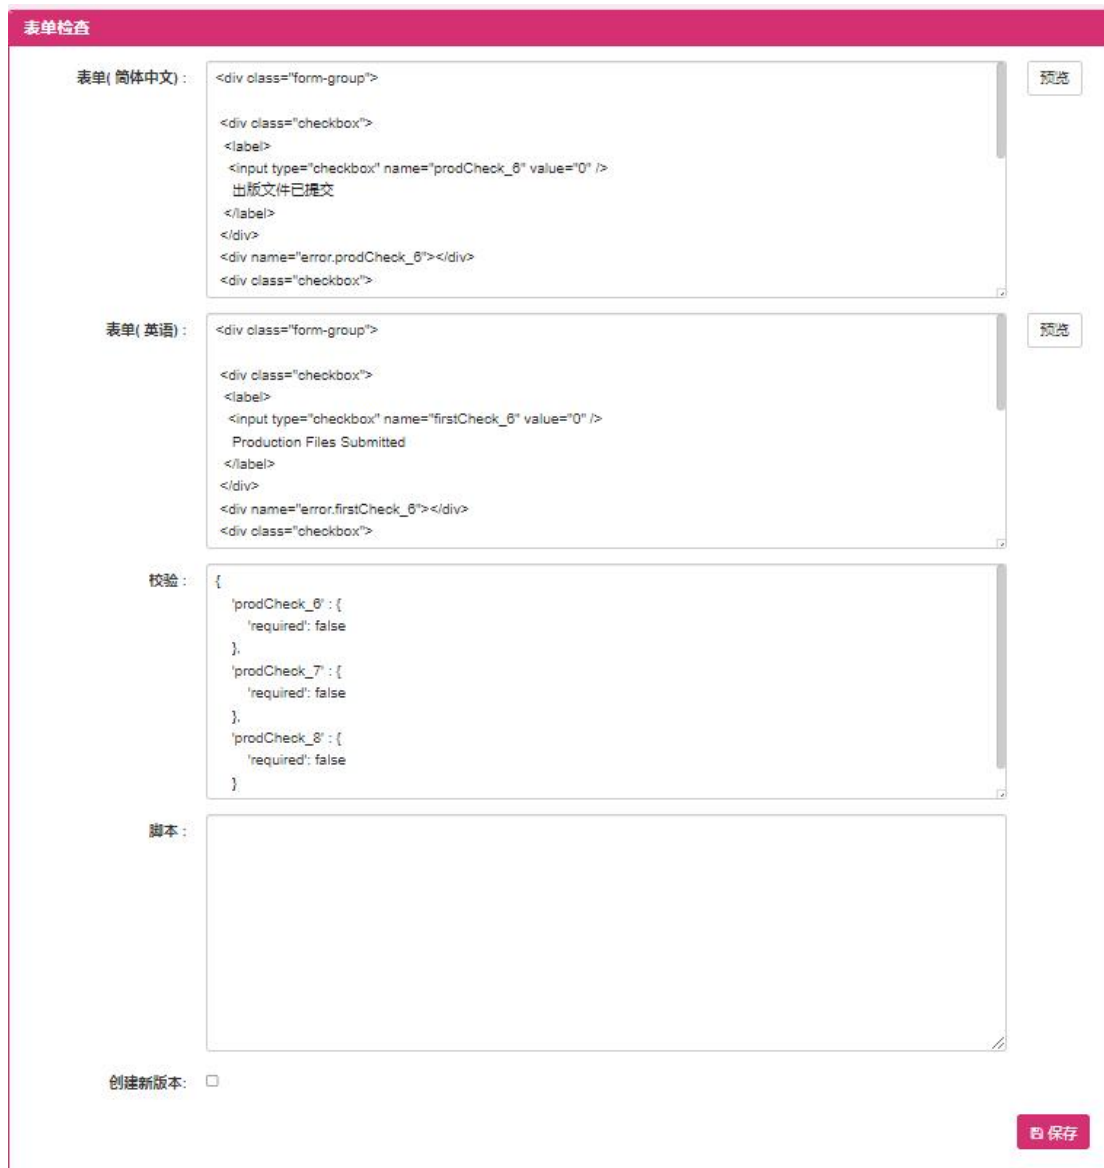 表单检查
表单( 简体中文) : <div class="form-group"> 预览
<div class="checkbox">
<label>
<input type="checkbox" name="prodCheck_6" value="0" />
出版文件已提交
</label>
</div>
<div name="error.prodCheck_6"></div>
<div class="checkbox">
表单( 英语) : <div class="form-group"> 预览
<div class="checkbox">
<label>
<input type="checkbox" name="firstCheck_6" value="0" />
Production Files Submitted
</label>
</div>
<div name="error.firstCheck_6"></div>
<div class="checkbox">
校验 : {
'prodCheck_6' : {
'required': false
},
'prodCheck_7' : {
'required': false
},
'prodCheck_8' : {
'required': false
}
脚本 :
创建新版本:
保存